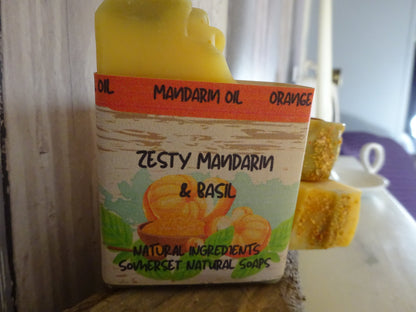 OIL MANDARIN OIL ORANGE
ZESTY MANDARIN
& BASIL
NATURAL INGREDIENTS
SOMERSET NATURAL SOAPS